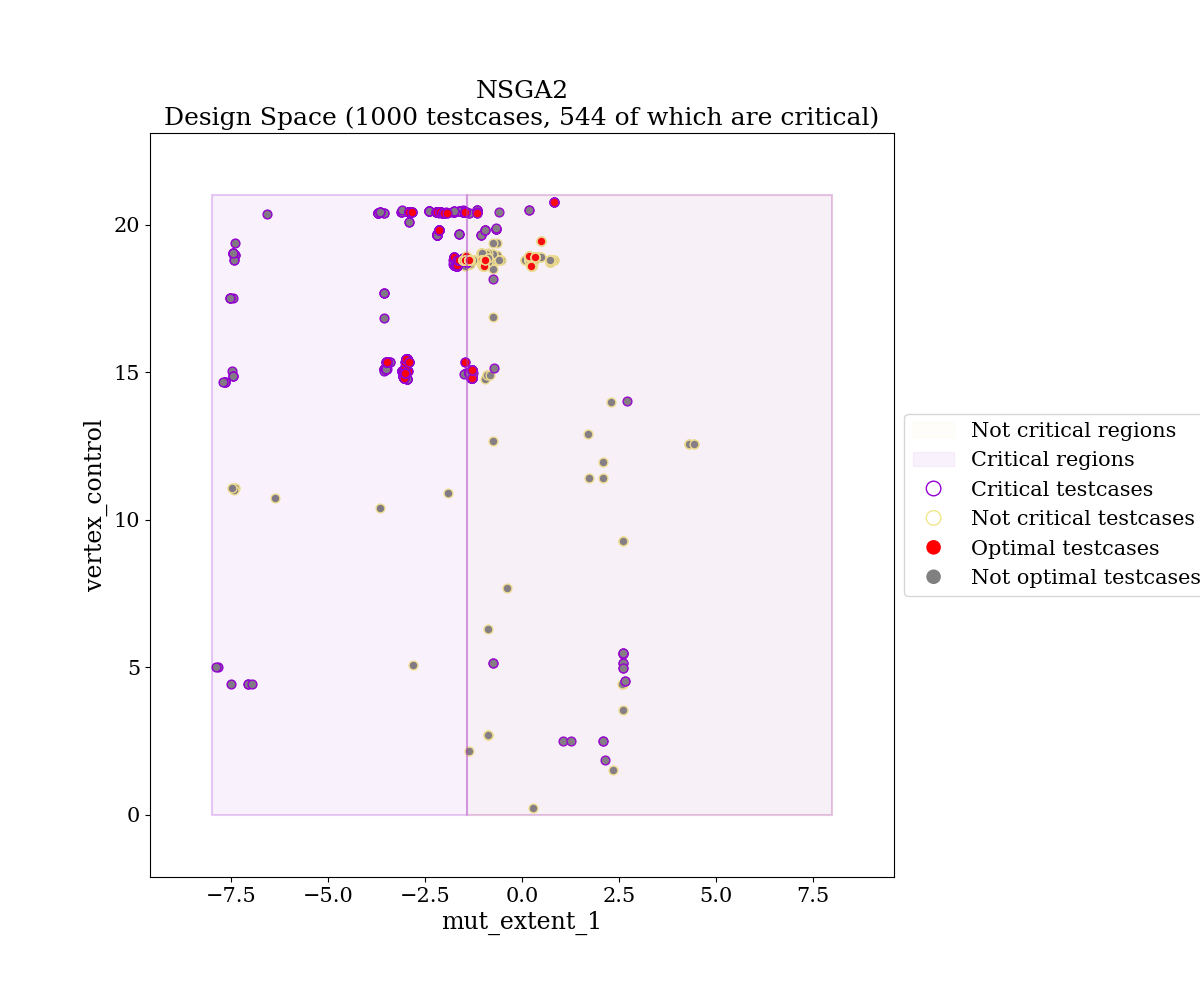 NSGA2
Design Space (1000 testcases, 544 of which are critical)
vertex_control
20
15
10
5
0
−7.5
−5.0
−2.5
0.0
2.5
5.0
7.5
mut_extent_1
Not critical regions
Critical regions
Critical testcases
Not critical testcases
Optimal testcases
Not optimal testcases